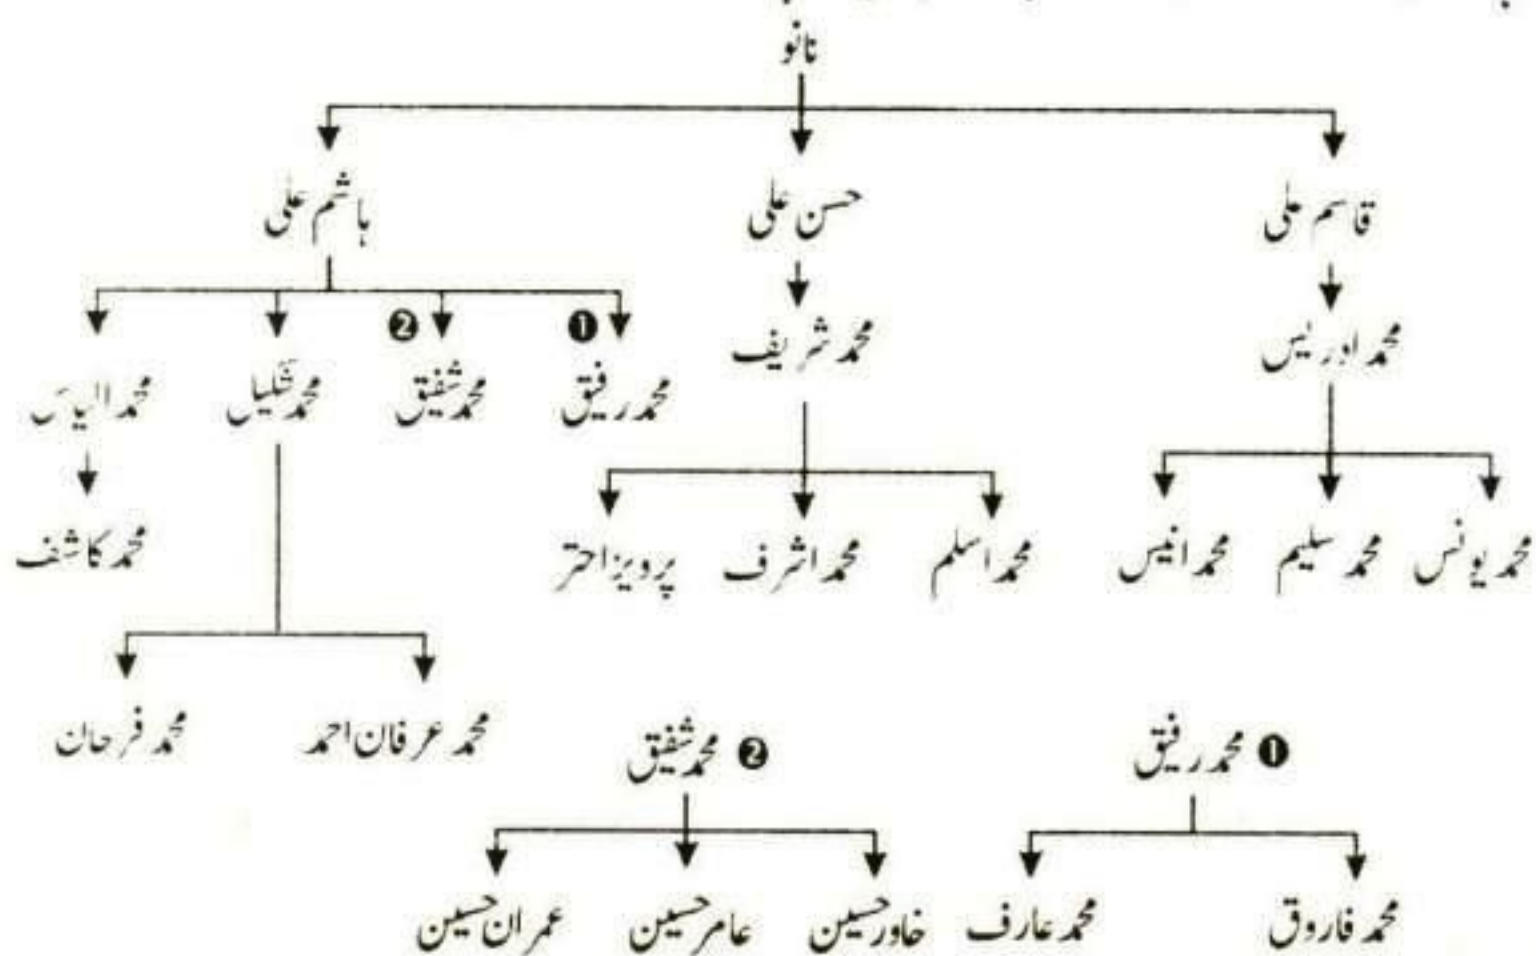 نانو
قاسم علی
حسن علی
ہاشم علی
محمد ادریس
محمد شریف
❶
❷
محمد رفیق
محمد شفیق
محمد شکیل
محمد الیاس
محمد یونس
محمد سلیم
محمد انیس
محمد اسلم
محمد اشرف
پرویز اختر
محمد کاشف
محمد عرفان احمد
محمد فرحان
❶ محمد رفیق
❷ محمد شفیق
محمد فاروق
محمد عارف
خاور حسین
عامر حسین
عمران حسین